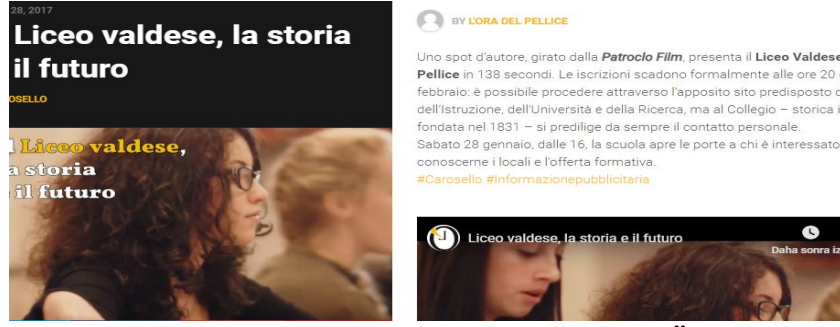 28, 2017
Liceo valdese, la storia
il futuro
OSELLO
Liceo valdese,
a storia
il futuro
BY L'ORA DEL PELLICE
Uno spot d'autore, girato dalla Patroclo Film, presenta il Liceo Valdese
Pellice in 138 secondi. Le iscrizioni scadono formalmente alle ore 20
febbraio: è possibile procedere attraverso l'apposito sito predisposto
dell'Istruzione, dell'Università e della Ricerca, ma al Collegio – storica
fondata nel 1831 – si predilige da sempre il contatto personale.
Sabato 28 gennaio, dalle 16, la scuola apre le porte a chi è interessato
conoscerne i locali e l'offerta formativa.
#Carosello #Informazionepubblicitaria
Liceo valdese, la storia e il futuro
Daha sonra iz